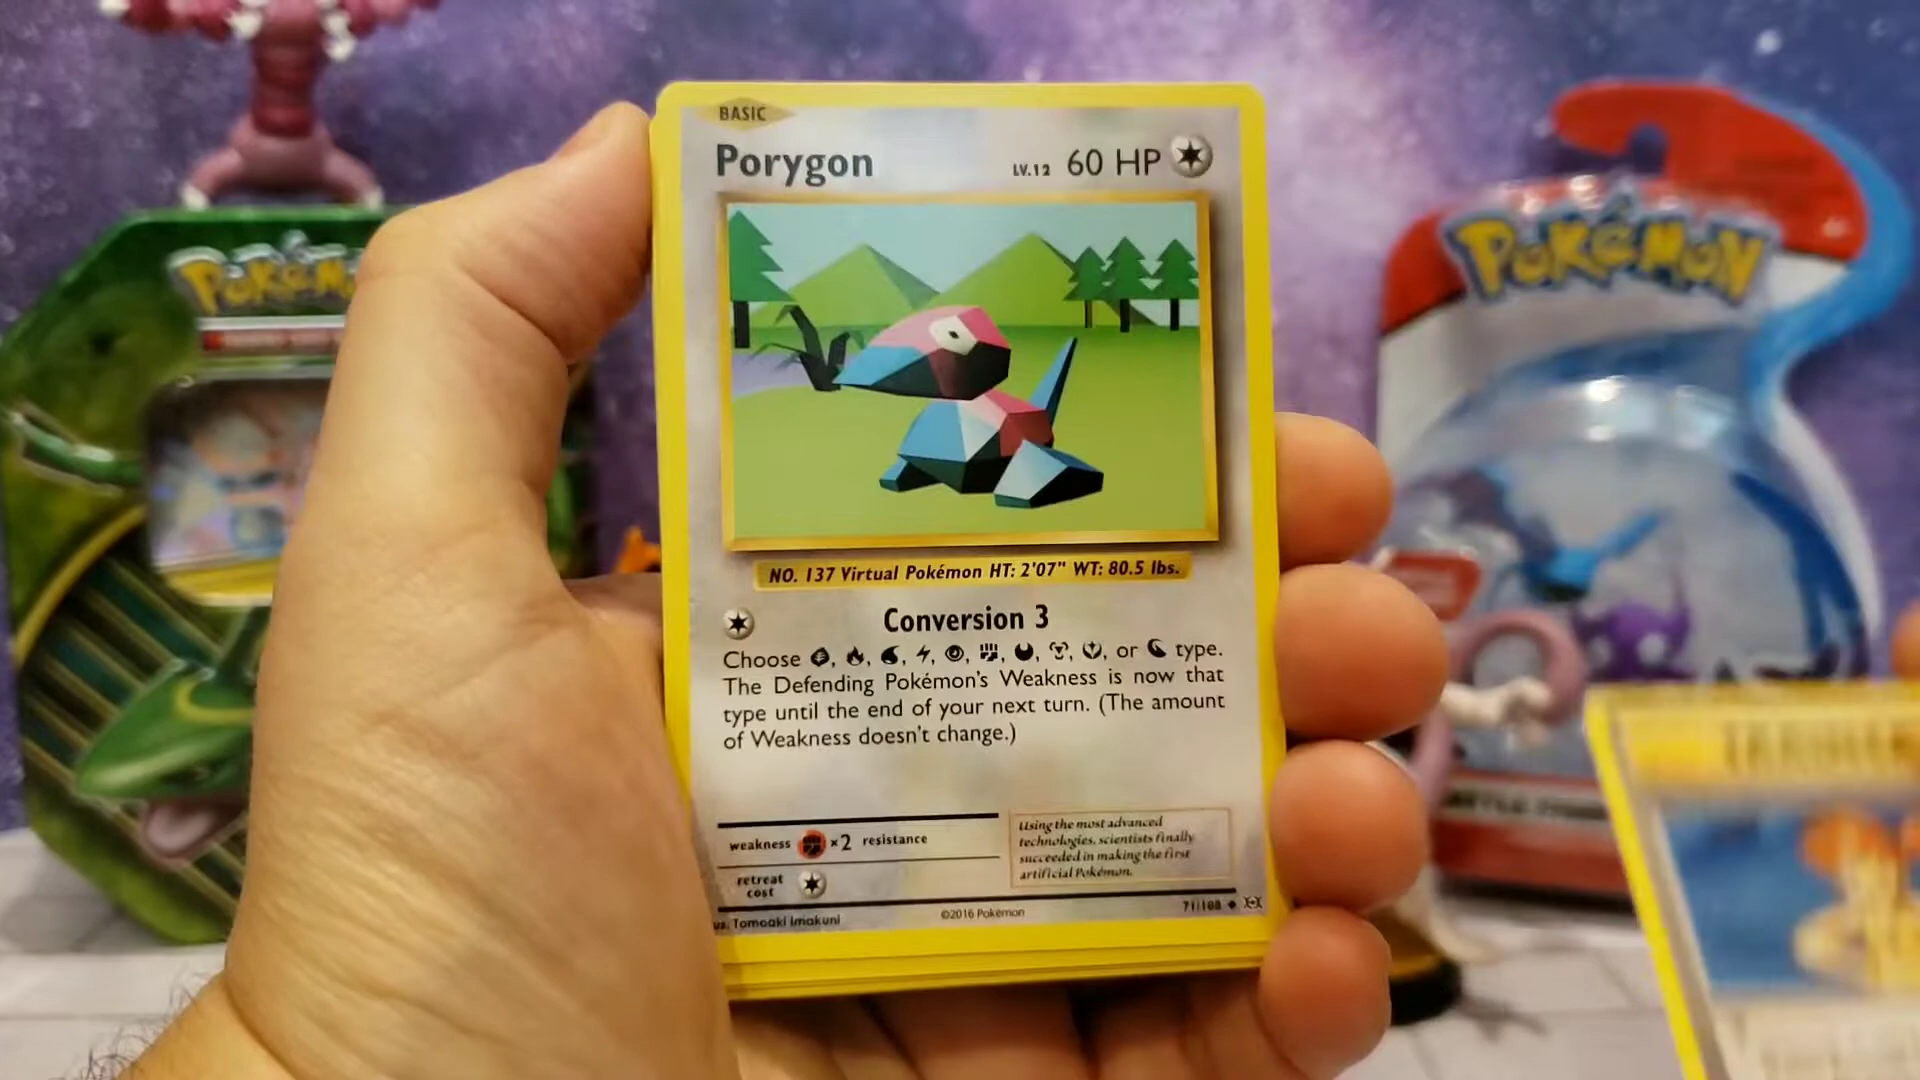 BASIC
Porygon
LV.12 60 HP
NO. 137 Virtual Pokémon HT: 2'07" WT: 80.5 lbs.
Conversion 3
Choose , , , , , , , , , or type.
The Defending Pokémon's Weakness is now that
type until the end of your next turn. (The amount
of Weakness doesn't change.)
weakness ×2 resistance
retreat
cost
Using the most advanced
technologies, scientists finally
succeeded in making the first
artificial Pokémon.
us. Tomoaki Imakuni
©2016 Pokémon
71/108
POKéMON
POKéMON